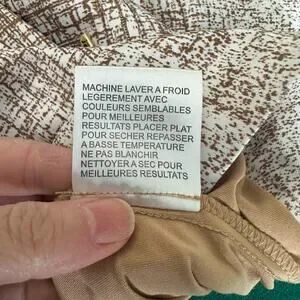 MACHINE LAVER A FROID
LEGEREMENT AVEC
COULEURS SEMBLABLES
POUR MEILLEURES
RESULTATS PLACER PLAT
POUR SECHER REPASSER
A BASSE TEMPERATURE
NE PAS BLANCHIR
NETTOYER A SEC POUR
MEILLEURES RESULTATS